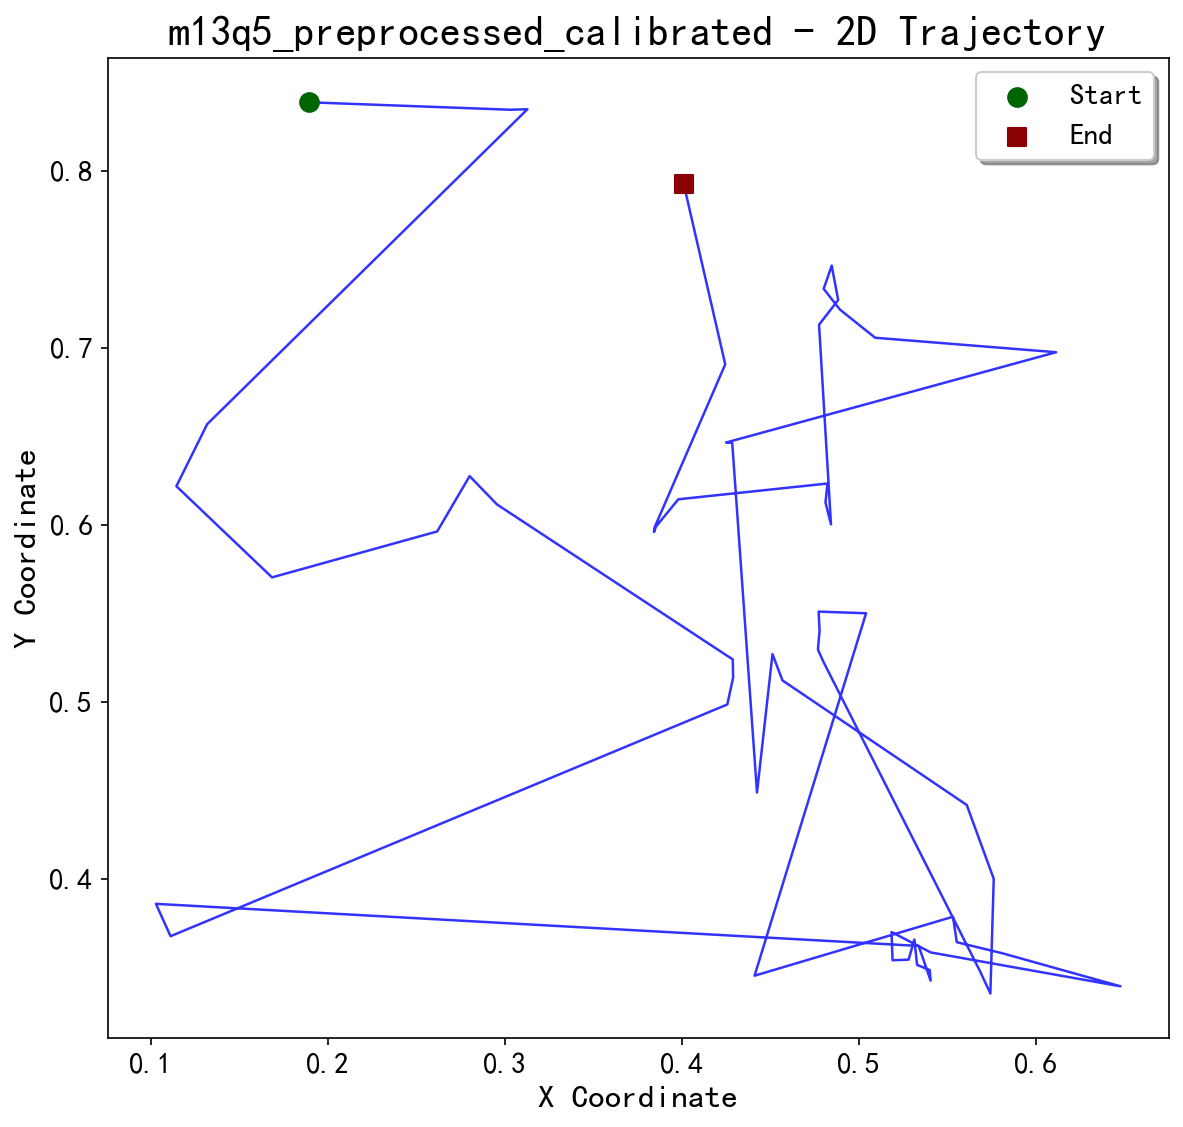 m13q5_preprocessed_calibrated - 2D Trajectory
Start
End
0.8
0.7
0.6
0.5
0.4
Y Coordinate
0.1 0.2 0.3 0.4 0.5 0.6
X Coordinate